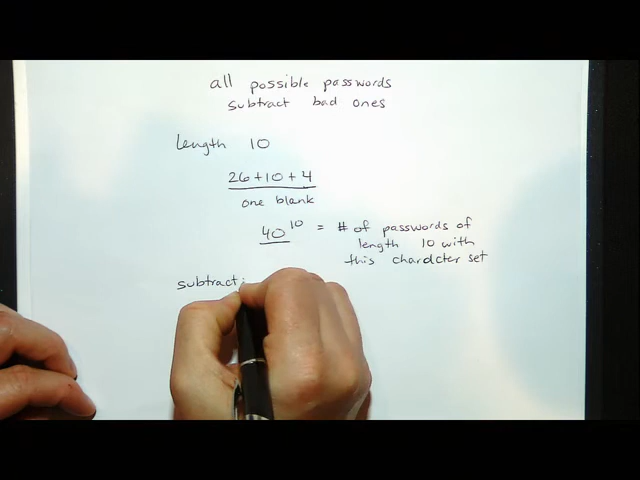 all possible passwords
subtract bad ones
length 10
26+10+4
one blank
40^10 = # of passwords of
length 10 with
this character set
subtract: